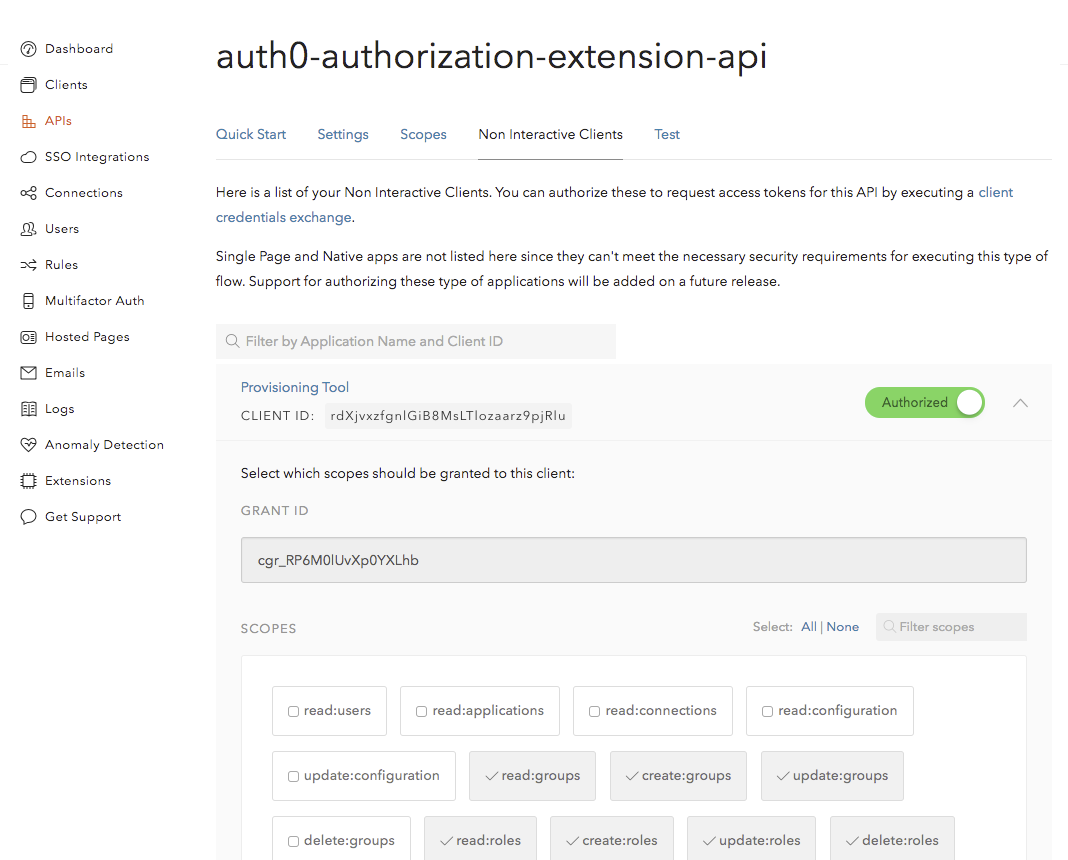 auth0-authorization-extension-api
Dashboard
Clients
APIs
SSO Integrations
Connections
Users
Rules
Multifactor Auth
Hosted Pages
Emails
Logs
Anomaly Detection
Extensions
Get Support
Quick Start Settings Scopes Non Interactive Clients Test
Here is a list of your Non Interactive Clients. You can authorize these to request access tokens for this API by executing a client
credentials exchange.
Single Page and Native apps are not listed here since they can't meet the necessary security requirements for executing this type of
flow. Support for authorizing these type of applications will be added on a future release.
Filter by Application Name and Client ID
Provisioning Tool
CLIENT ID: rdXjvxzfgnlGiB8MsLTlozaarz9pjRlu
Authorized
Select which scopes should be granted to this client:
GRANT ID
cgr_RP6M0lUvXp0YXLhb
SCOPES Select: All | None Filter scopes
read:users read:applications read:connections read:configuration
update:configuration read:groups create:groups update:groups
delete:groups read:roles create:roles update:roles delete:roles